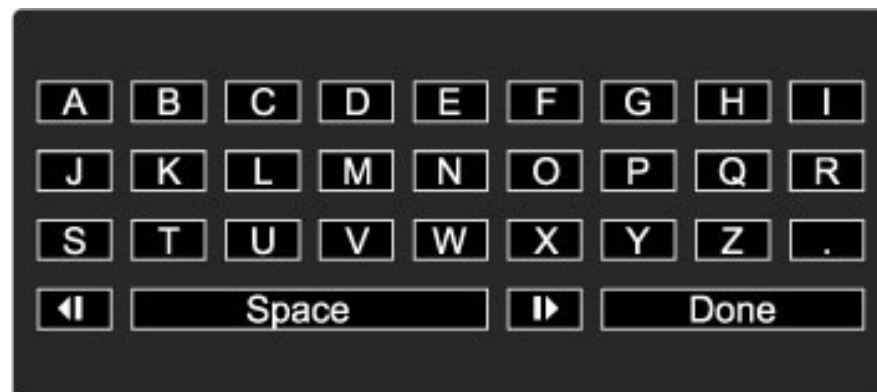 A B C D E F G H I
J K L M N O P Q R
S T U V W X Y Z .
Space Done